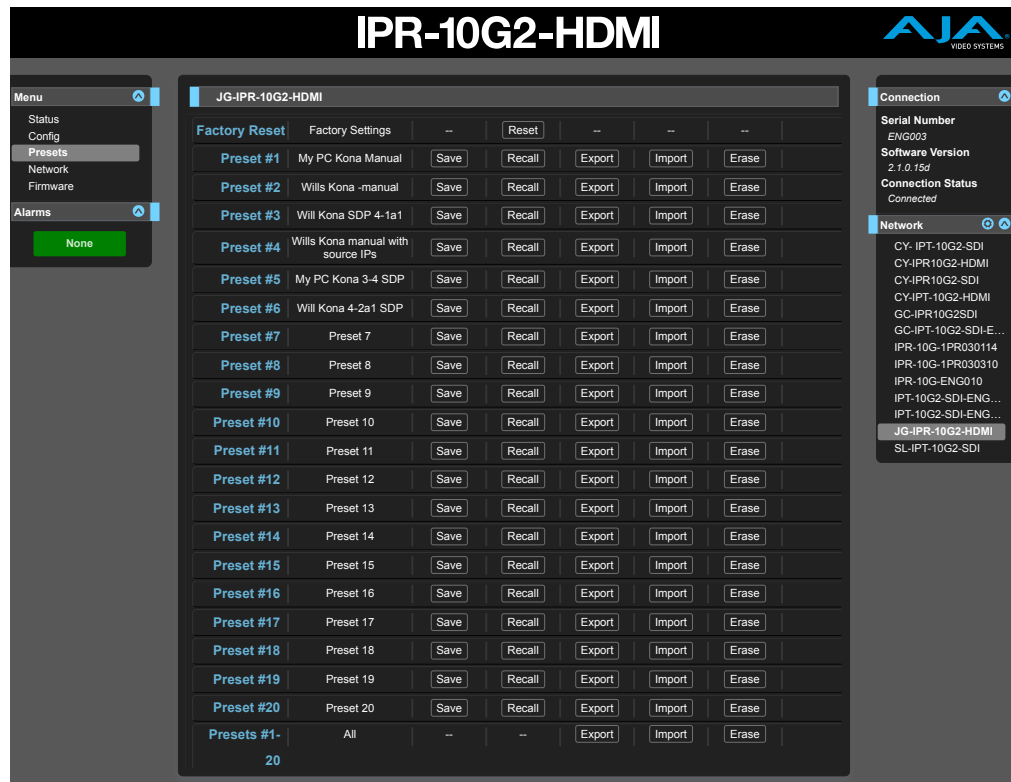 IPR-10G2-HDMI
AJA
VIDEO SYSTEMS
Menu
Status
Config
Presets
Network
Firmware
Alarms
None
JG-IPR-10G2-HDMI
Factory Reset Factory Settings -- Reset -- -- --
Preset #1 My PC Kona Manual Save Recall Export Import Erase
Preset #2 Wills Kona -manual Save Recall Export Import Erase
Preset #3 Will Kona SDP 4-1a1 Save Recall Export Import Erase
Preset #4 Wills Kona manual with source IPs Save Recall Export Import Erase
Preset #5 My PC Kona 3-4 SDP Save Recall Export Import Erase
Preset #6 Will Kona 4-2a1 SDP Save Recall Export Import Erase
Preset #7 Preset 7 Save Recall Export Import Erase
Preset #8 Preset 8 Save Recall Export Import Erase
Preset #9 Preset 9 Save Recall Export Import Erase
Preset #10 Preset 10 Save Recall Export Import Erase
Preset #11 Preset 11 Save Recall Export Import Erase
Preset #12 Preset 12 Save Recall Export Import Erase
Preset #13 Preset 13 Save Recall Export Import Erase
Preset #14 Preset 14 Save Recall Export Import Erase
Preset #15 Preset 15 Save Recall Export Import Erase
Preset #16 Preset 16 Save Recall Export Import Erase
Preset #17 Preset 17 Save Recall Export Import Erase
Preset #18 Preset 18 Save Recall Export Import Erase
Preset #19 Preset 19 Save Recall Export Import Erase
Preset #20 Preset 20 Save Recall Export Import Erase
Presets #1- All -- -- Export Import Erase
20
Connection
Serial Number
ENG003
Software Version
2.1.0.15d
Connection Status
Connected
Network
CY- IPT-10G2-SDI
CY-IPR10G2-HDMI
CY-IPR10G2-SDI
CY-IPT-10G2-HDMI
GC-IPR10G2SDI
GC-IPT-10G2-SDI-E...
IPR-10G-1PR030114
IPR-10G-1PR030310
IPR-10G-ENG010
IPT-10G2-SDI-ENG...
IPT-10G2-SDI-ENG...
JG-IPR-10G2-HDMI
SL-IPT-10G2-SDI